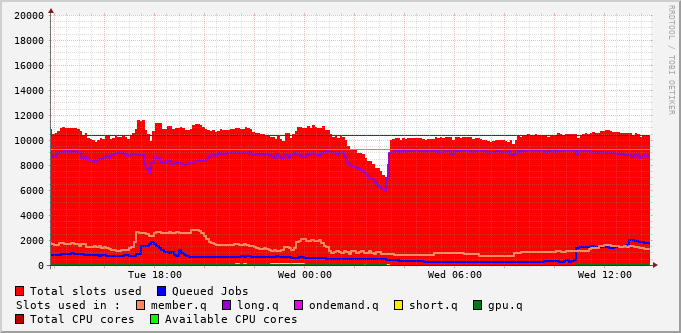 RRDTOOL / TOBI OETIKER
20000
18000
16000
14000
12000
10000
8000
6000
4000
2000
0
Tue 18:00 Wed 00:00 Wed 06:00 Wed 12:00
Total slots used Queued Jobs
Slots used in : member.q long.q ondemand.q short.q gpu.q
Total CPU cores Available CPU cores